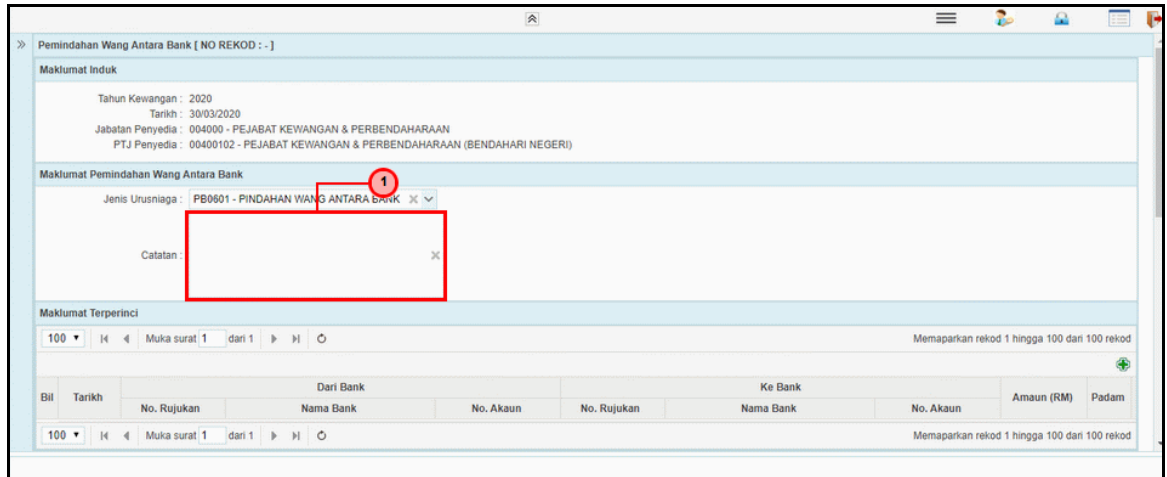 Pemindahan Wang Antara Bank [ NO REKOD : - ]
Maklumat Induk
Tahun Kewangan : 2020
Tarikh : 30/03/2020
Jabatan Penyedia : 004000 - PEJABAT KEWANGAN & PERBENDAHARAAN
PTJ Penyedia : 00400102 - PEJABAT KEWANGAN & PERBENDAHARAAN (BENDAHARI NEGERI)
Maklumat Pemindahan Wang Antara Bank
1
Jenis Urusniaga : PB0601 - PINDAHAN WANG ANTARA BANK
Catatan :
Maklumat Terperinci
100 Muka surat 1 dari 1 Memaparkan rekod 1 hingga 100 dari 100 rekod
Dari Bank Ke Bank
Bil Tarikh Amaun (RM) Padam
No. Rujukan Nama Bank No. Akaun No. Rujukan Nama Bank No. Akaun
100 Muka surat 1 dari 1 Memaparkan rekod 1 hingga 100 dari 100 rekod